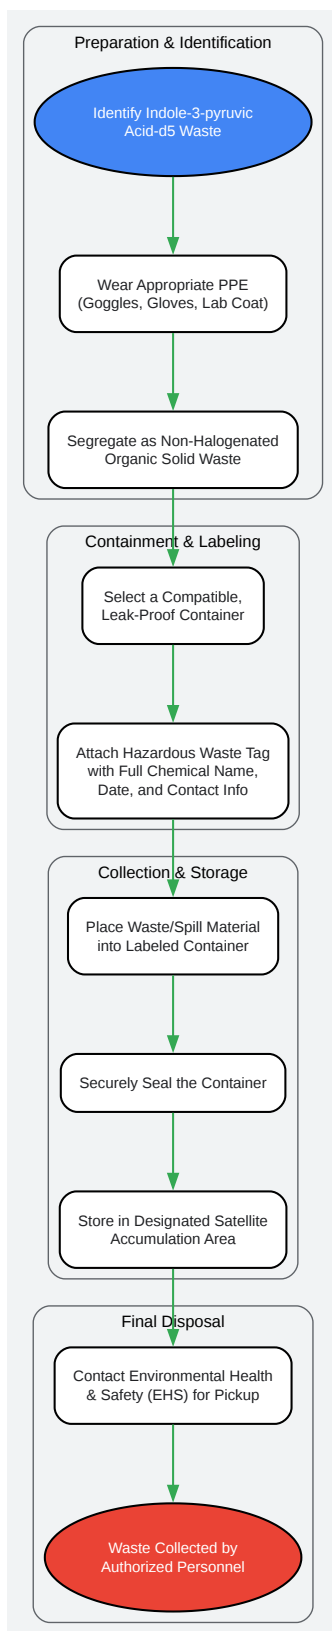 Preparation & Identification
Identify Indole-3-pyruvic
Acid-d5 Waste
Wear Appropriate PPE
(Goggles, Gloves, Lab Coat)
Segregate as Non-Halogenated
Organic Solid Waste
Containment & Labeling
Select a Compatible,
Leak-Proof Container
Attach Hazardous Waste Tag
with Full Chemical Name,
Date, and Contact Info
Collection & Storage
Place Waste/Spill Material
into Labeled Container
Securely Seal the Container
Store in Designated Satellite
Accumulation Area
Final Disposal
Contact Environmental Health
& Safety (EHS) for Pickup
Waste Collected by
Authorized Personnel